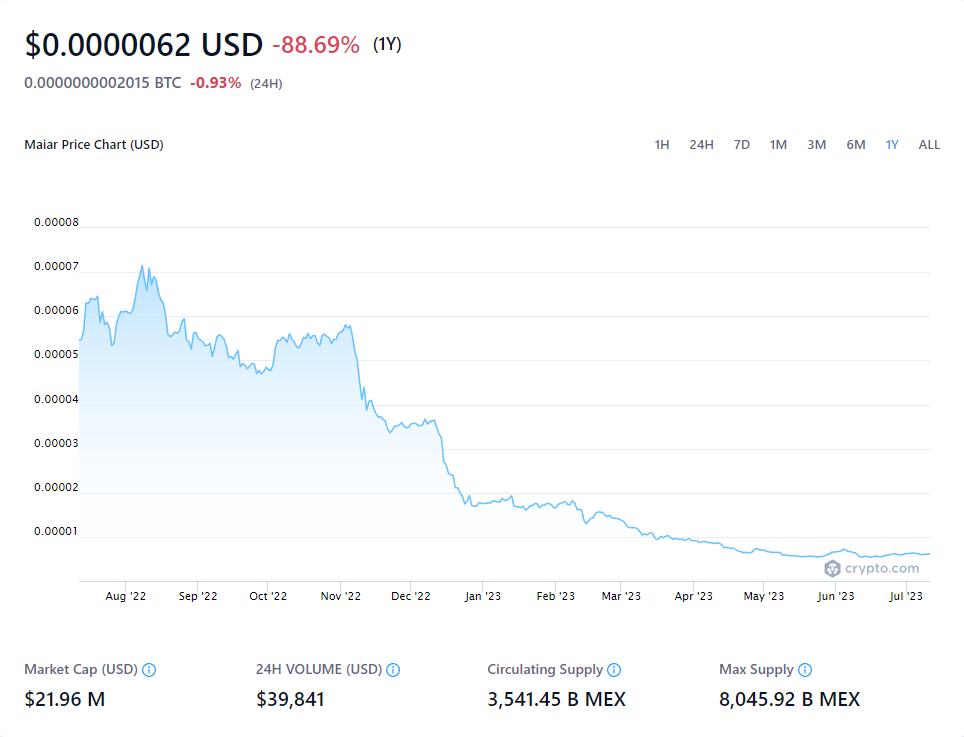 $0.0000062 USD -88.69% (1Y)
0.0000000002015 BTC -0.93% (24H)
Maiar Price Chart (USD) 1H 24H 7D 1M 3M 6M 1Y ALL
0.00008
0.00007
0.00006
0.00005
0.00004
0.00003
0.00002
0.00001
crypto.com
Aug '22 Sep '22 Oct '22 Nov '22 Dec '22 Jan '23 Feb '23 Mar '23 Apr '23 May '23 Jun '23 Jul '23
Market Cap (USD) 24H VOLUME (USD) Circulating Supply Max Supply
$21.96 M $39,841 3,541.45 B MEX 8,045.92 B MEX